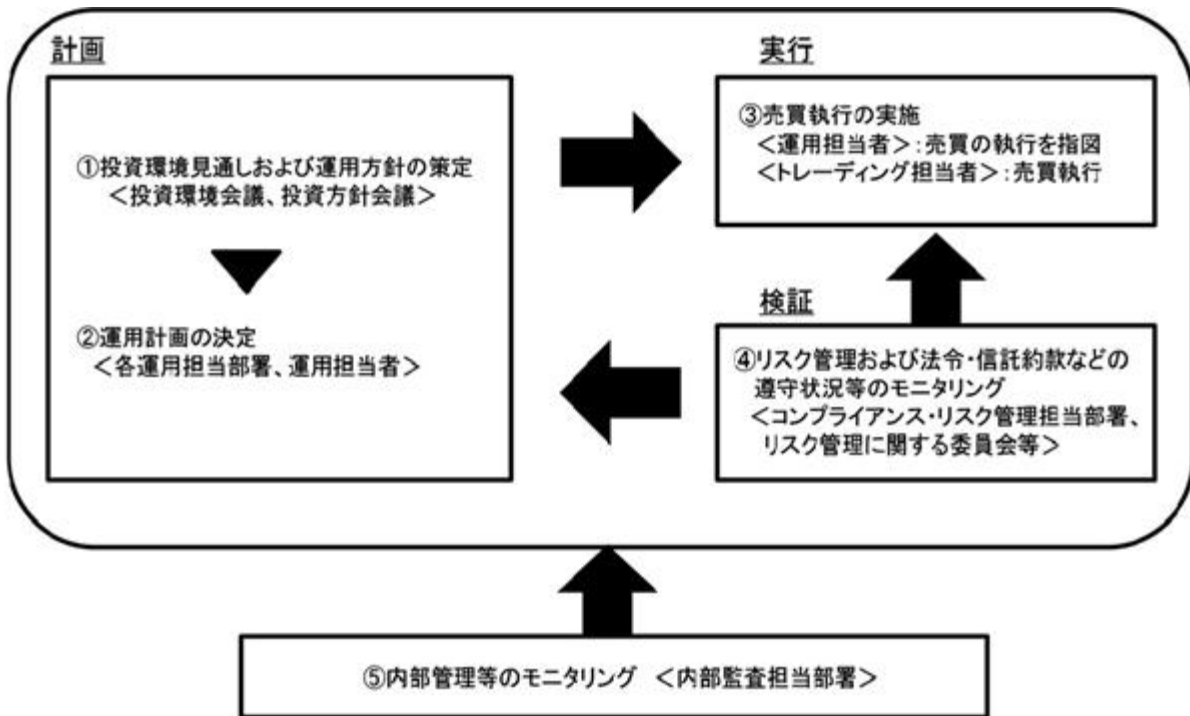 計画
①投資環境見通しおよび運用方針の策定
＜投資環境会議、投資方針会議＞
②運用計画の決定
＜各運用担当部署、運用担当者＞
実行
③売買執行の実施
＜運用担当者＞：売買の執行を指図
＜トレーディング担当者＞：売買執行
検証
④リスク管理および法令・信託約款などの
遵守状況等のモニタリング
＜コンプライアンス・リスク管理担当部署、
リスク管理に関する委員会等＞
⑤内部管理等のモニタリング　＜内部監査担当部署＞